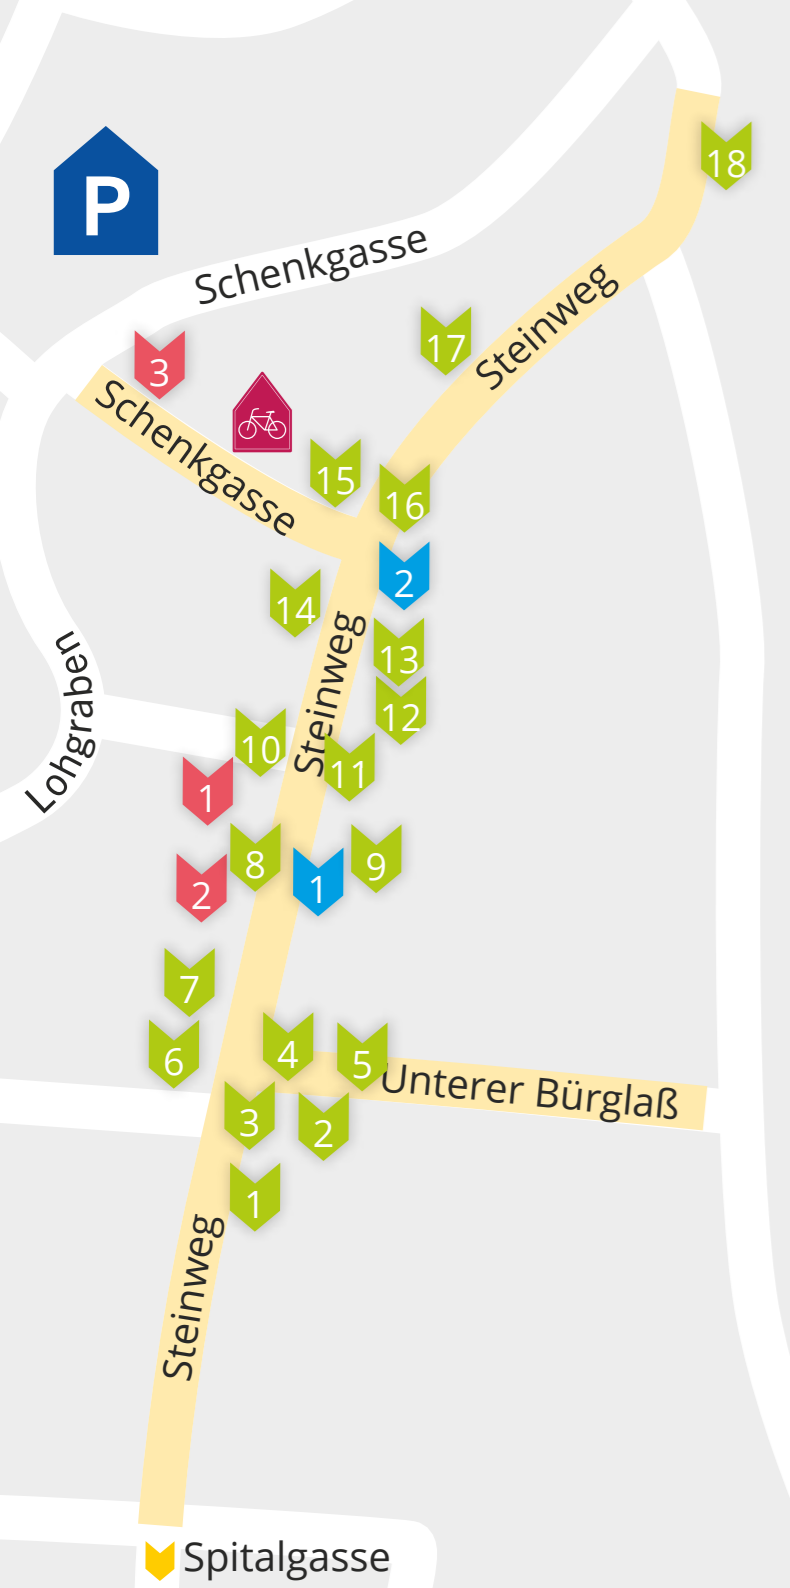 18
P
Schenkgasse
Steinweg
17
3
Schenkgasse
15
16
2
14
Steinweg
13
12
Lohgraben
10
11
1
8
9
2
1
7
6
4
5
Unterer Bürglaß
3
2
1
Steinweg
Spitalgasse